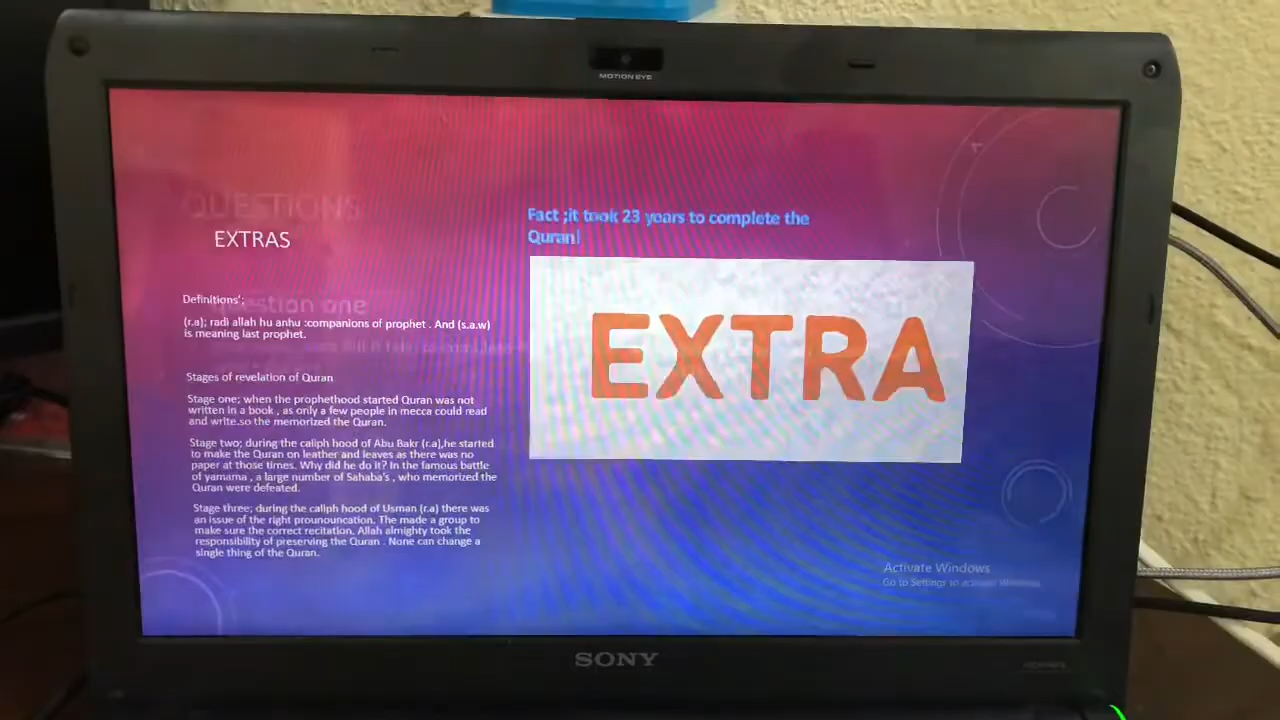 MOTION EYE
QUESTIONS
EXTRAS
Fact ;it took 23 years to complete the
Quran!
EXTRA
question one
Definitions';
(r.a); radi allah hu anhu :companions of prophet . And (s.a.w)
is meaning last prophet.
Stages of revelation of Quran
Stage one; when the prophethood started Quran was not
written in a book , as only a few people in mecca could read
and write.so the memorized the Quran.
Stage two; during the caliph hood of Abu Bakr (r.a),he started
to make the Quran on leather and leaves as there was no
paper at those times. Why did he do it? In the famous battle
of yamama , a large number of Sahaba's , who memorized the
Quran were defeated.
Stage three; during the caliph hood of Usman (r.a) there was
an issue of the right prounouncation. The made a group to
make sure the correct recitation. Allah almighty took the
responsibility of preserving the Quran . None can change a
single thing of the Quran.
Activate Windows
Go to Settings to activate Windows.
SONY